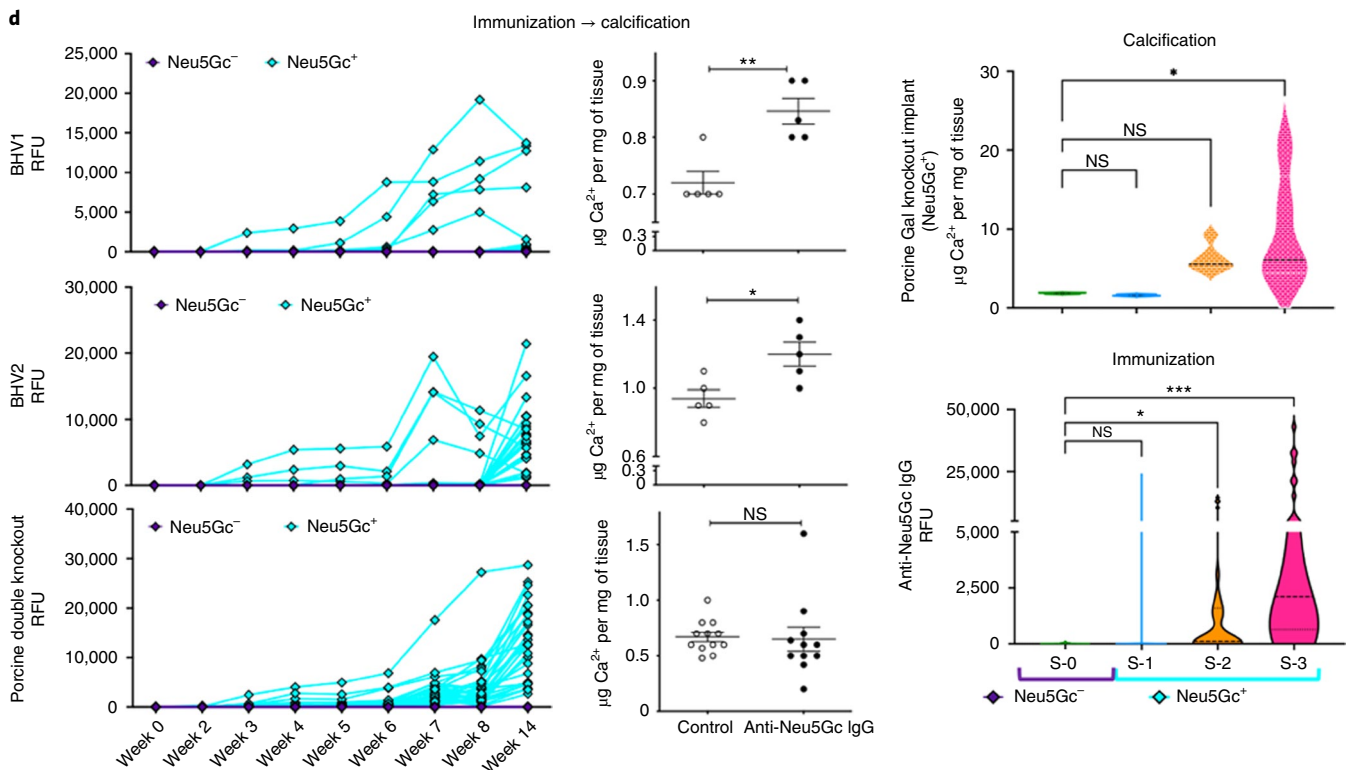 d
Immunization → calcification
25,000
20,000
15,000
10,000
5,000
0
BHV1
RFU
Neu5Gc⁻
Neu5Gc⁺
30,000
20,000
10,000
0
BHV2
RFU
Neu5Gc⁻
Neu5Gc⁺
40,000
30,000
20,000
10,000
0
Porcine double knockout
RFU
Neu5Gc⁻
Neu5Gc⁺
Week 0
Week 2
Week 3
Week 4
Week 5
Week 6
Week 7
Week 8
Week 14
µg Ca²⁺ per mg of tissue
0.9
0.8
0.7
0.3
0
**
µg Ca²⁺ per mg of tissue
1.4
1.0
0.6
0.3
0
*
µg Ca²⁺ per mg of tissue
1.5
1.0
0.5
0
NS
Control
Anti-Neu5Gc IgG
Calcification
Porcine Gal knockout implant
(Neu5Gc⁺)
µg Ca²⁺ per mg of tissue
30
20
10
0
*
NS
NS
Immunization
Anti-Neu5Gc IgG
RFU
50,000
25,000
5,000
2,500
0
***
*
NS
S-0
S-1
S-2
S-3
Neu5Gc⁻
Neu5Gc⁺